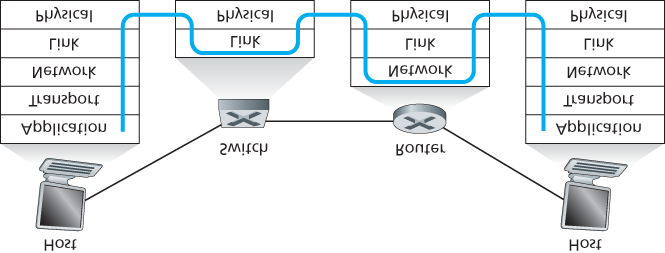 Physical
Link
Network
Transport
Application
Host
Physical
Link
Switch
Physical
Link
Network
Router
Physical
Link
Network
Transport
Application
Host